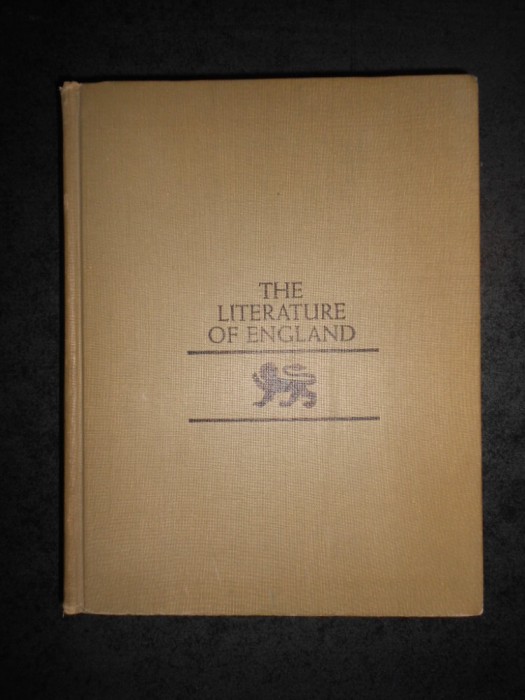 THE
LITERATURE
OF ENGLAND